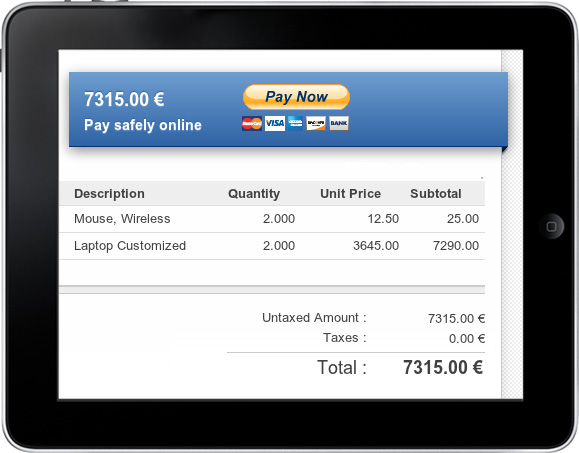 7315.00 €
Pay Now
Pay safely online
MasterCard VISA BANK
Description Quantity Unit Price Subtotal
Mouse, Wireless 2.000 12.50 25.00
Laptop Customized 2.000 3645.00 7290.00
Untaxed Amount : 7315.00 €
Taxes : 0.00 €
Total : 7315.00 €